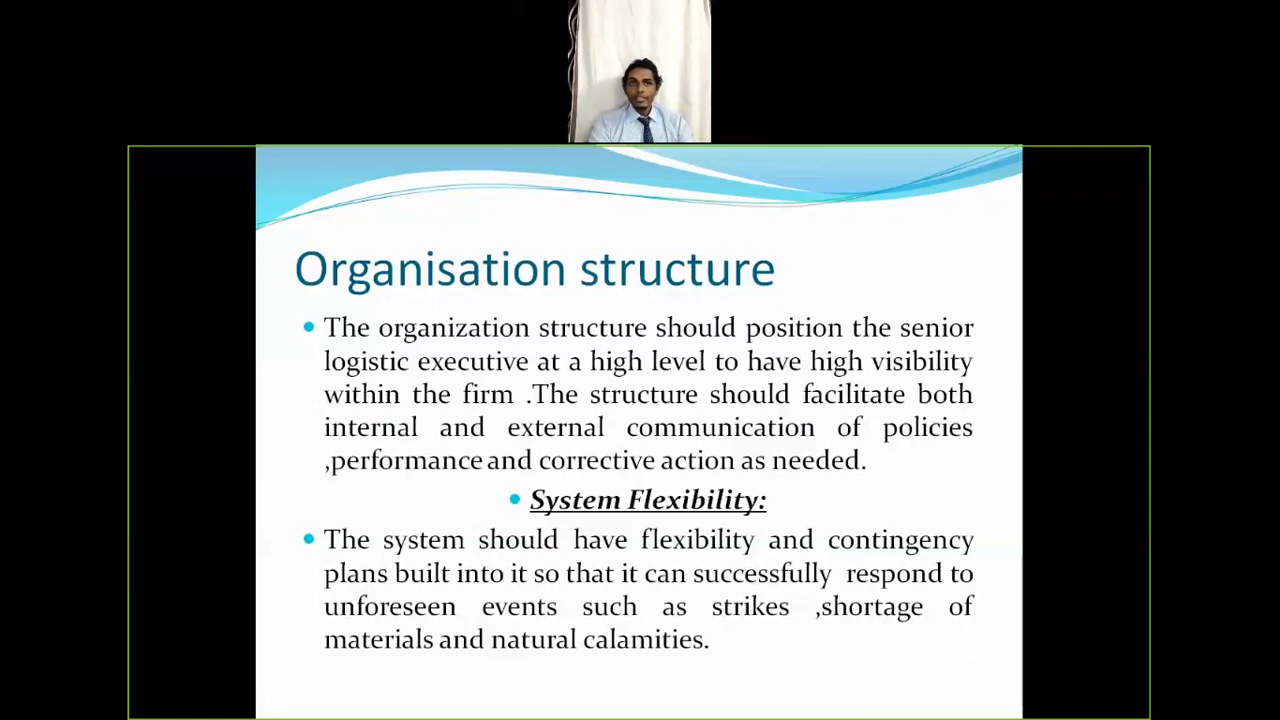 Organisation structure
• The organization structure should position the senior
logistic executive at a high level to have high visibility
within the firm .The structure should facilitate both
internal and external communication of policies
,performance and corrective action as needed.
• System Flexibility:
• The system should have flexibility and contingency
plans built into it so that it can successfully respond to
unforeseen events such as strikes ,shortage of
materials and natural calamities.